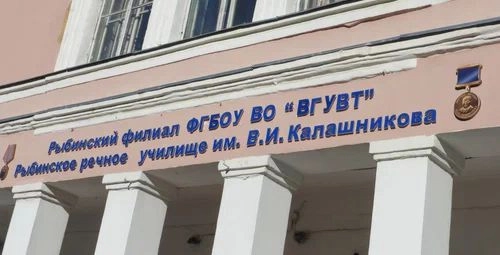 Рыбинский филиал ФГБОУ ВО "ВГУВТ"
Рыбинское речное училище им. В.И.Калашникова